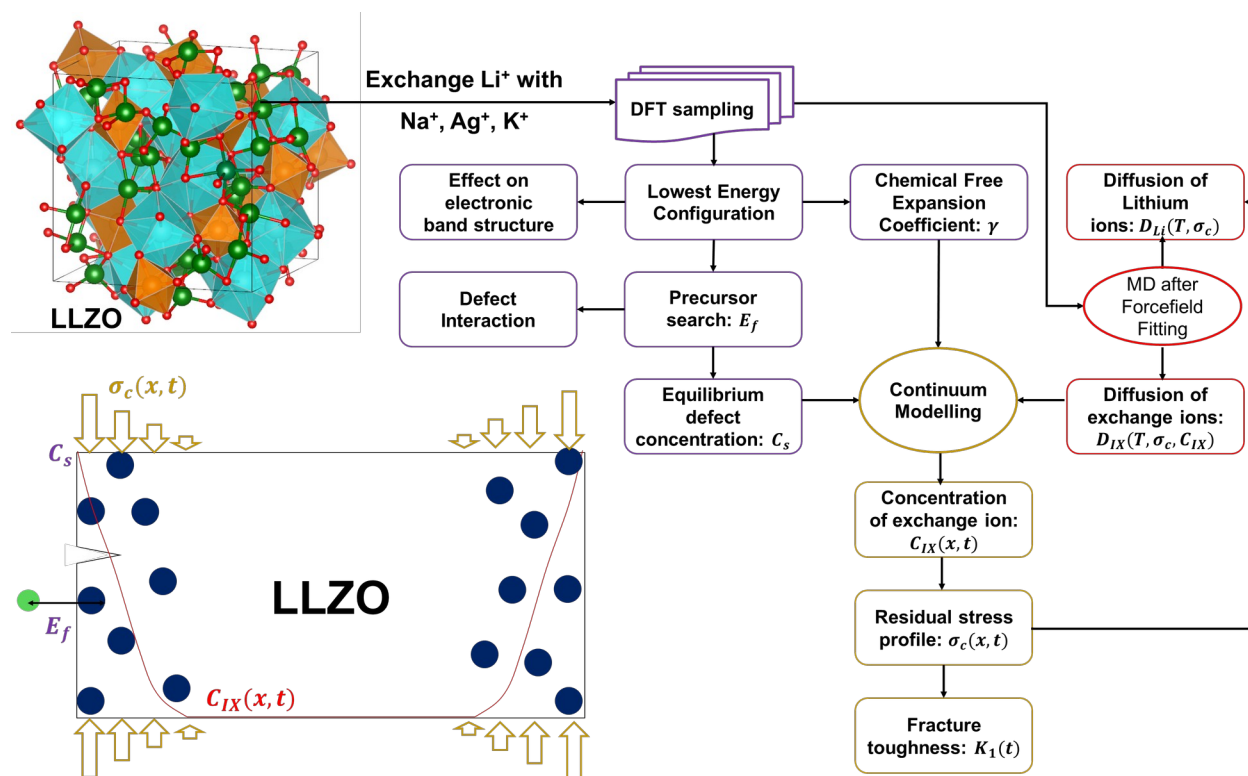 Exchange Li⁺ with
Na⁺, Ag⁺, K⁺
DFT sampling
LLZO
Effect on
electronic
band structure
Lowest Energy
Configuration
Chemical Free
Expansion
Coefficient: γ
Diffusion of
Lithium
ions: D_Li(T, σ_c)
Defect
Interaction
Precursor
search: E_f
MD after
Forcefield
Fitting
Equilibrium
defect
concentration: C_s
Continuum
Modelling
Diffusion of
exchange ions:
D_IX(T, σ_c, C_IX)
σ_c(x, t)
C_s
LLZO
E_f
C_IX(x, t)
Concentration
of exchange ion:
C_IX(x, t)
Residual stress
profile: σ_c(x, t)
Fracture
toughness: K_1(t)